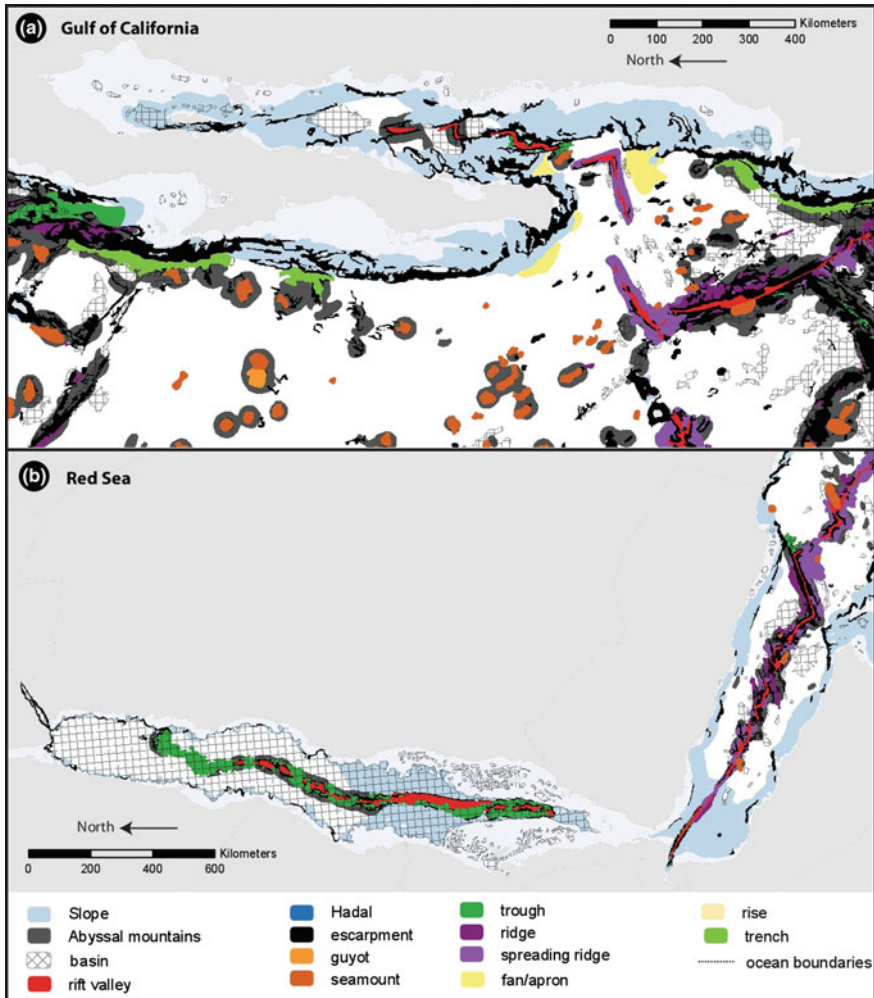 (a) Gulf of California
Kilometers
0 100 200 300 400
North
(b) Red Sea
North
Kilometers
0 200 400 600
Slope Hadal trough rise
Abyssal mountains escarpment ridge trench
basin guyot spreading ridge ocean boundaries
rift valley seamount fan/apron